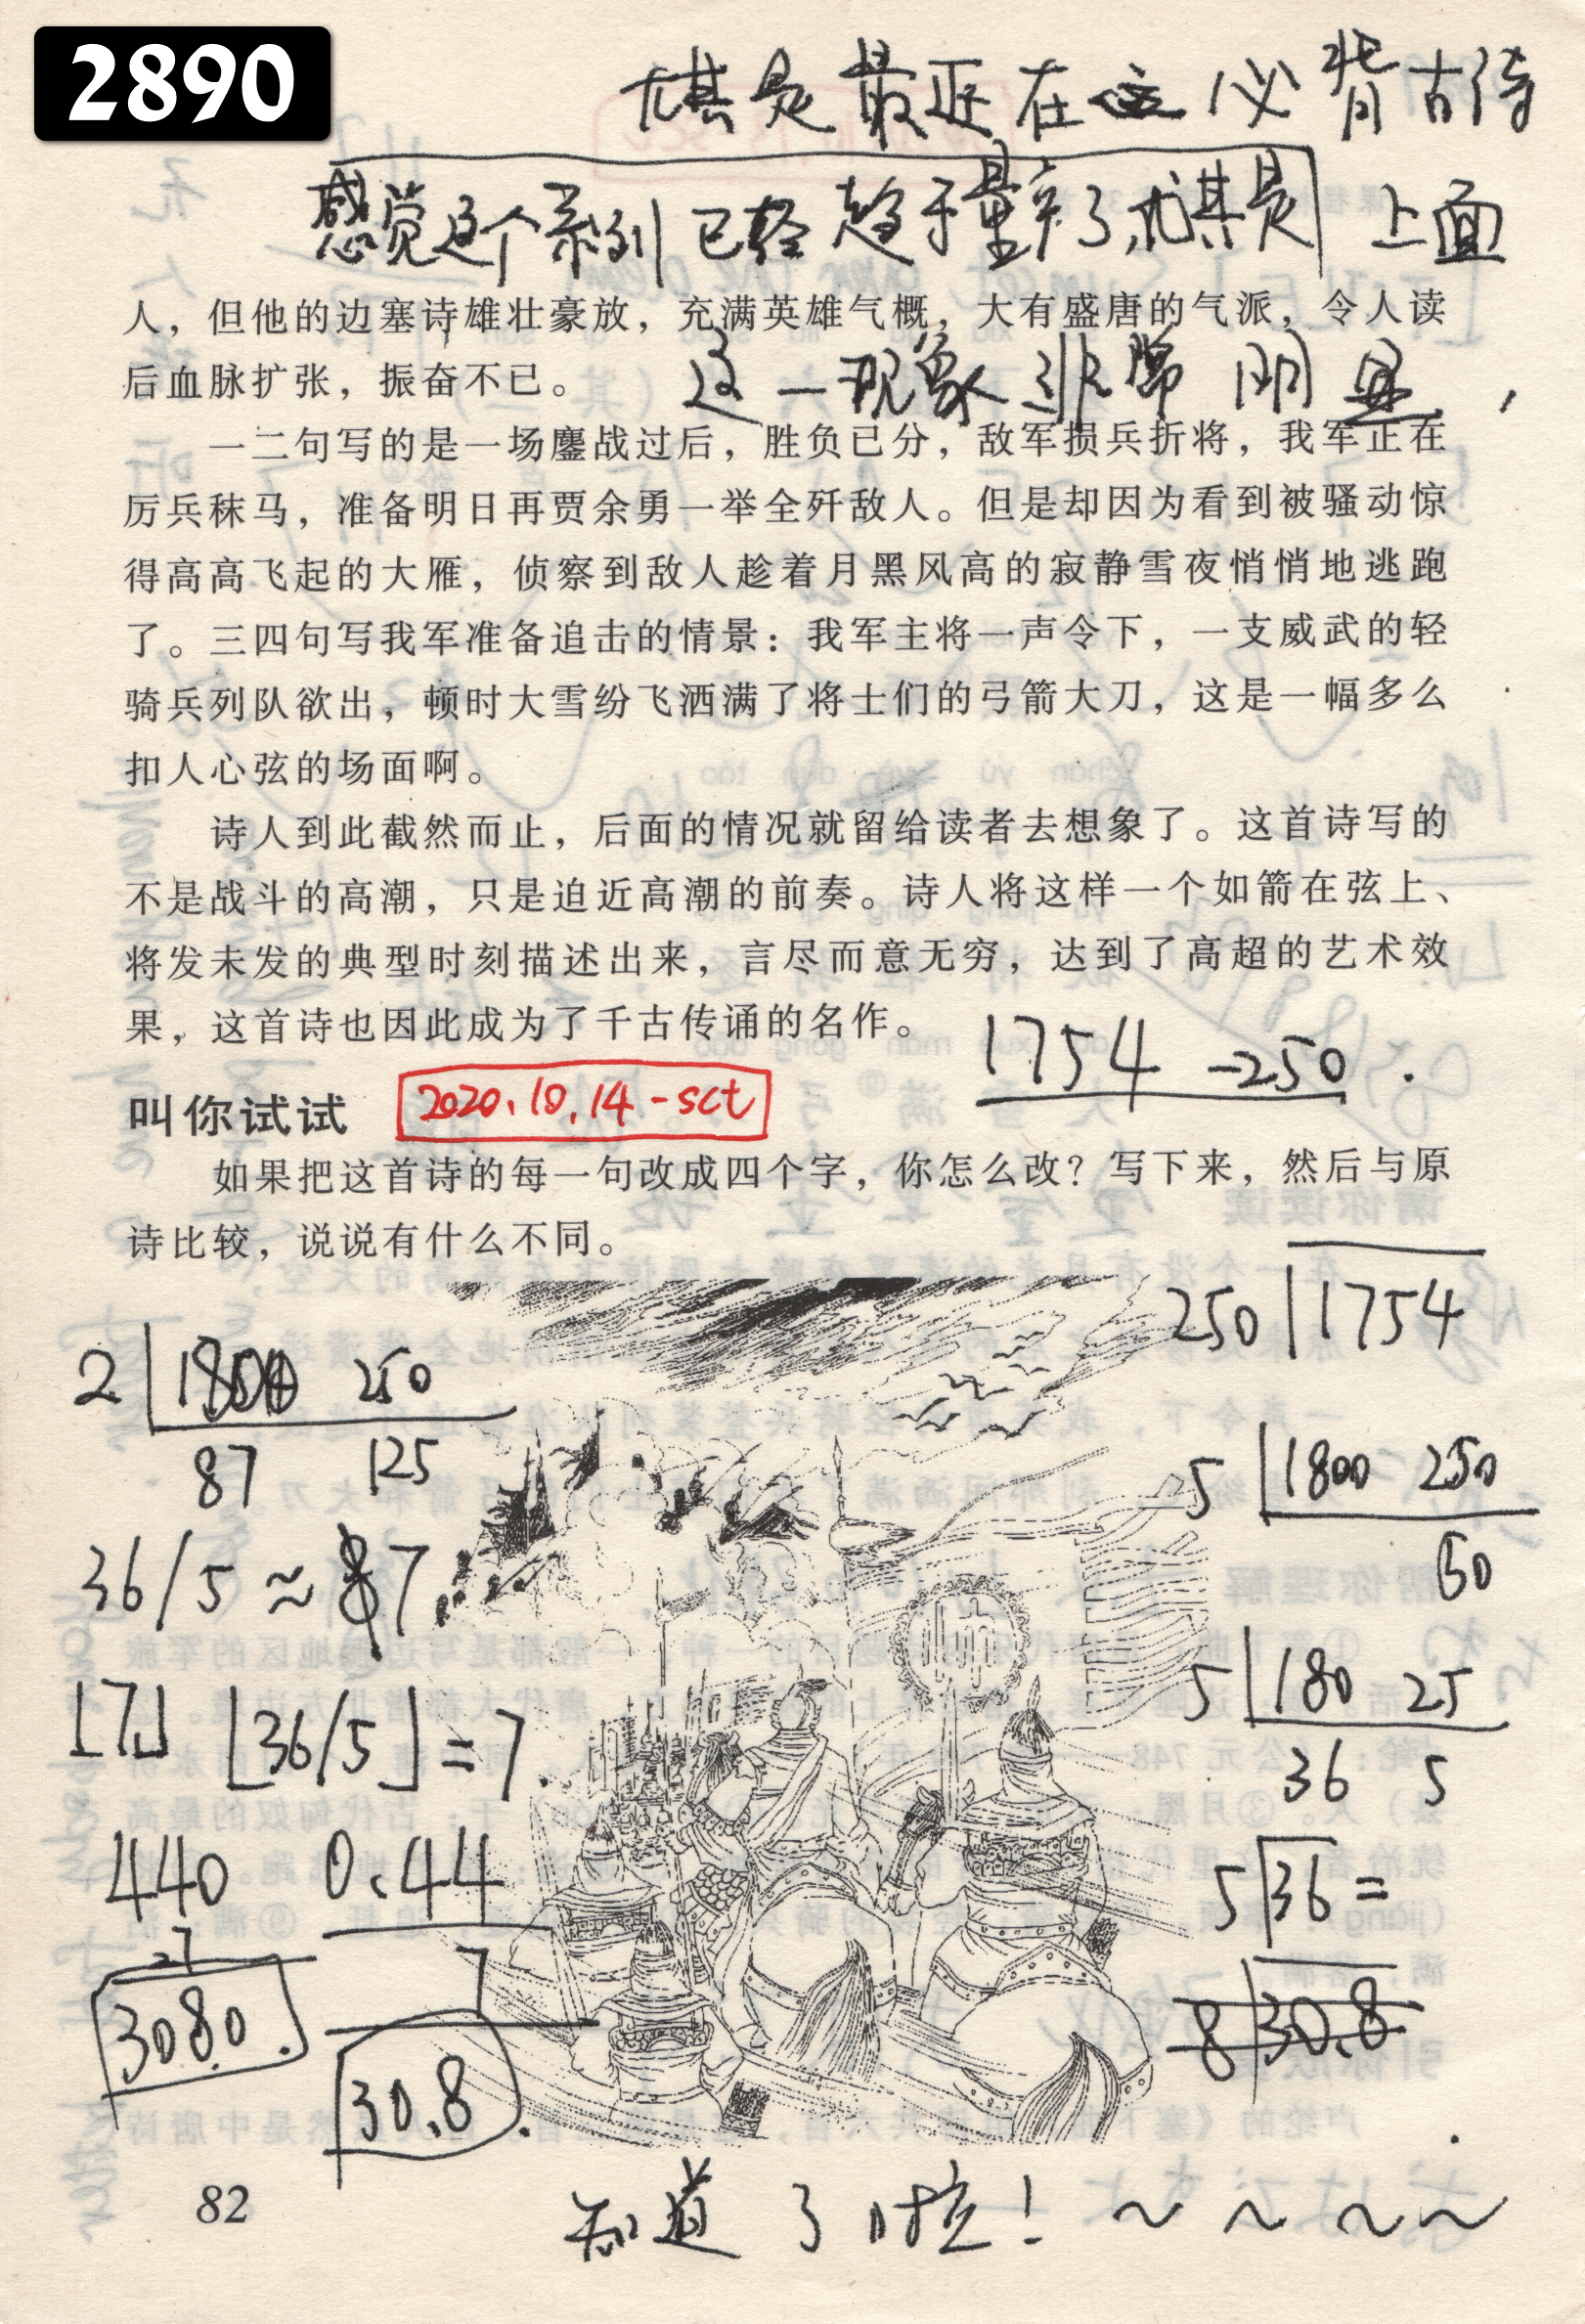 2890
尤其是最近在这必背古诗
感觉这个系列已经趋于量产了,尤其是上面
人，但他的边塞诗雄壮豪放，充满英雄气概，大有盛唐的气派，令人读
后血脉扩张，振奋不已。
这一现象非常明显，
一二句写的是一场鏖战过后，胜负已分，敌军损兵折将，我军正在
厉兵秣马，准备明日再贾余勇一举全歼敌人。但是却因为看到被骚动惊
得高高飞起的大雁，侦察到敌人趁着月黑风高的寂静雪夜悄悄地逃跑
了。三四句写我军准备追击的情景：我军主将一声令下，一支威武的轻
骑兵列队欲出，顿时大雪纷飞洒满了将士们的弓箭大刀，这是一幅多么
扣人心弦的场面啊。
诗人到此截然而止，后面的情况就留给读者去想象了。这首诗写的
不是战斗的高潮，只是迫近高潮的前奏。诗人将这样一个如箭在弦上、
将发未发的典型时刻描述出来，言尽而意无穷，达到了高超的艺术效
果，这首诗也因此成为了千古传诵的名作。
1754 -250 .
叫你试试
2020.10.14-sct
如果把这首诗的每一句改成四个字，你怎么改？写下来，然后与原
诗比较，说说有什么不同。
250 1754
2 250
87 125
5 1800 250
50
36/5≈7
5 180 25
36 5
⌊7⌋ ⌊36/5⌋=7.
5 36 =
440 0.44
27 7
3080.
30.8.
8 30.8
帅
82
知道了啦！～～～～